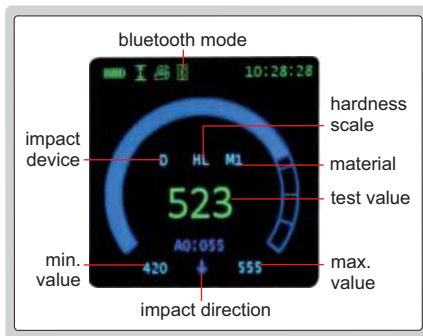 bluetooth mode
10:28:28
impact
device
hardness
scale
D HL M1
material
523
test value
A0:055
min.
value
420
555
max.
value
impact direction